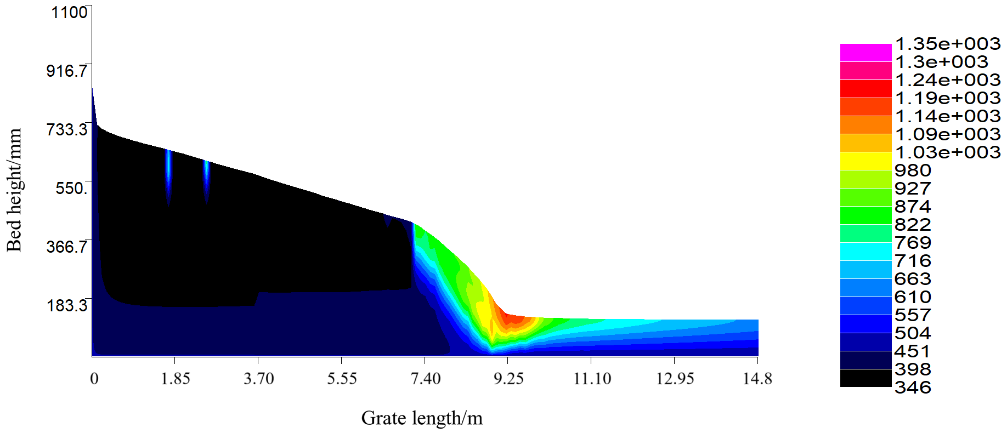 1100
916.7
733.3
550.
366.7
183.3
Bed height/mm
0 1.85 3.70 5.55 7.40 9.25 11.10 12.95 14.8
Grate length/m
1.35e+003
1.3e+003
1.24e+003
1.19e+003
1.14e+003
1.09e+003
1.03e+003
980
927
874
822
769
716
663
610
557
504
451
398
346